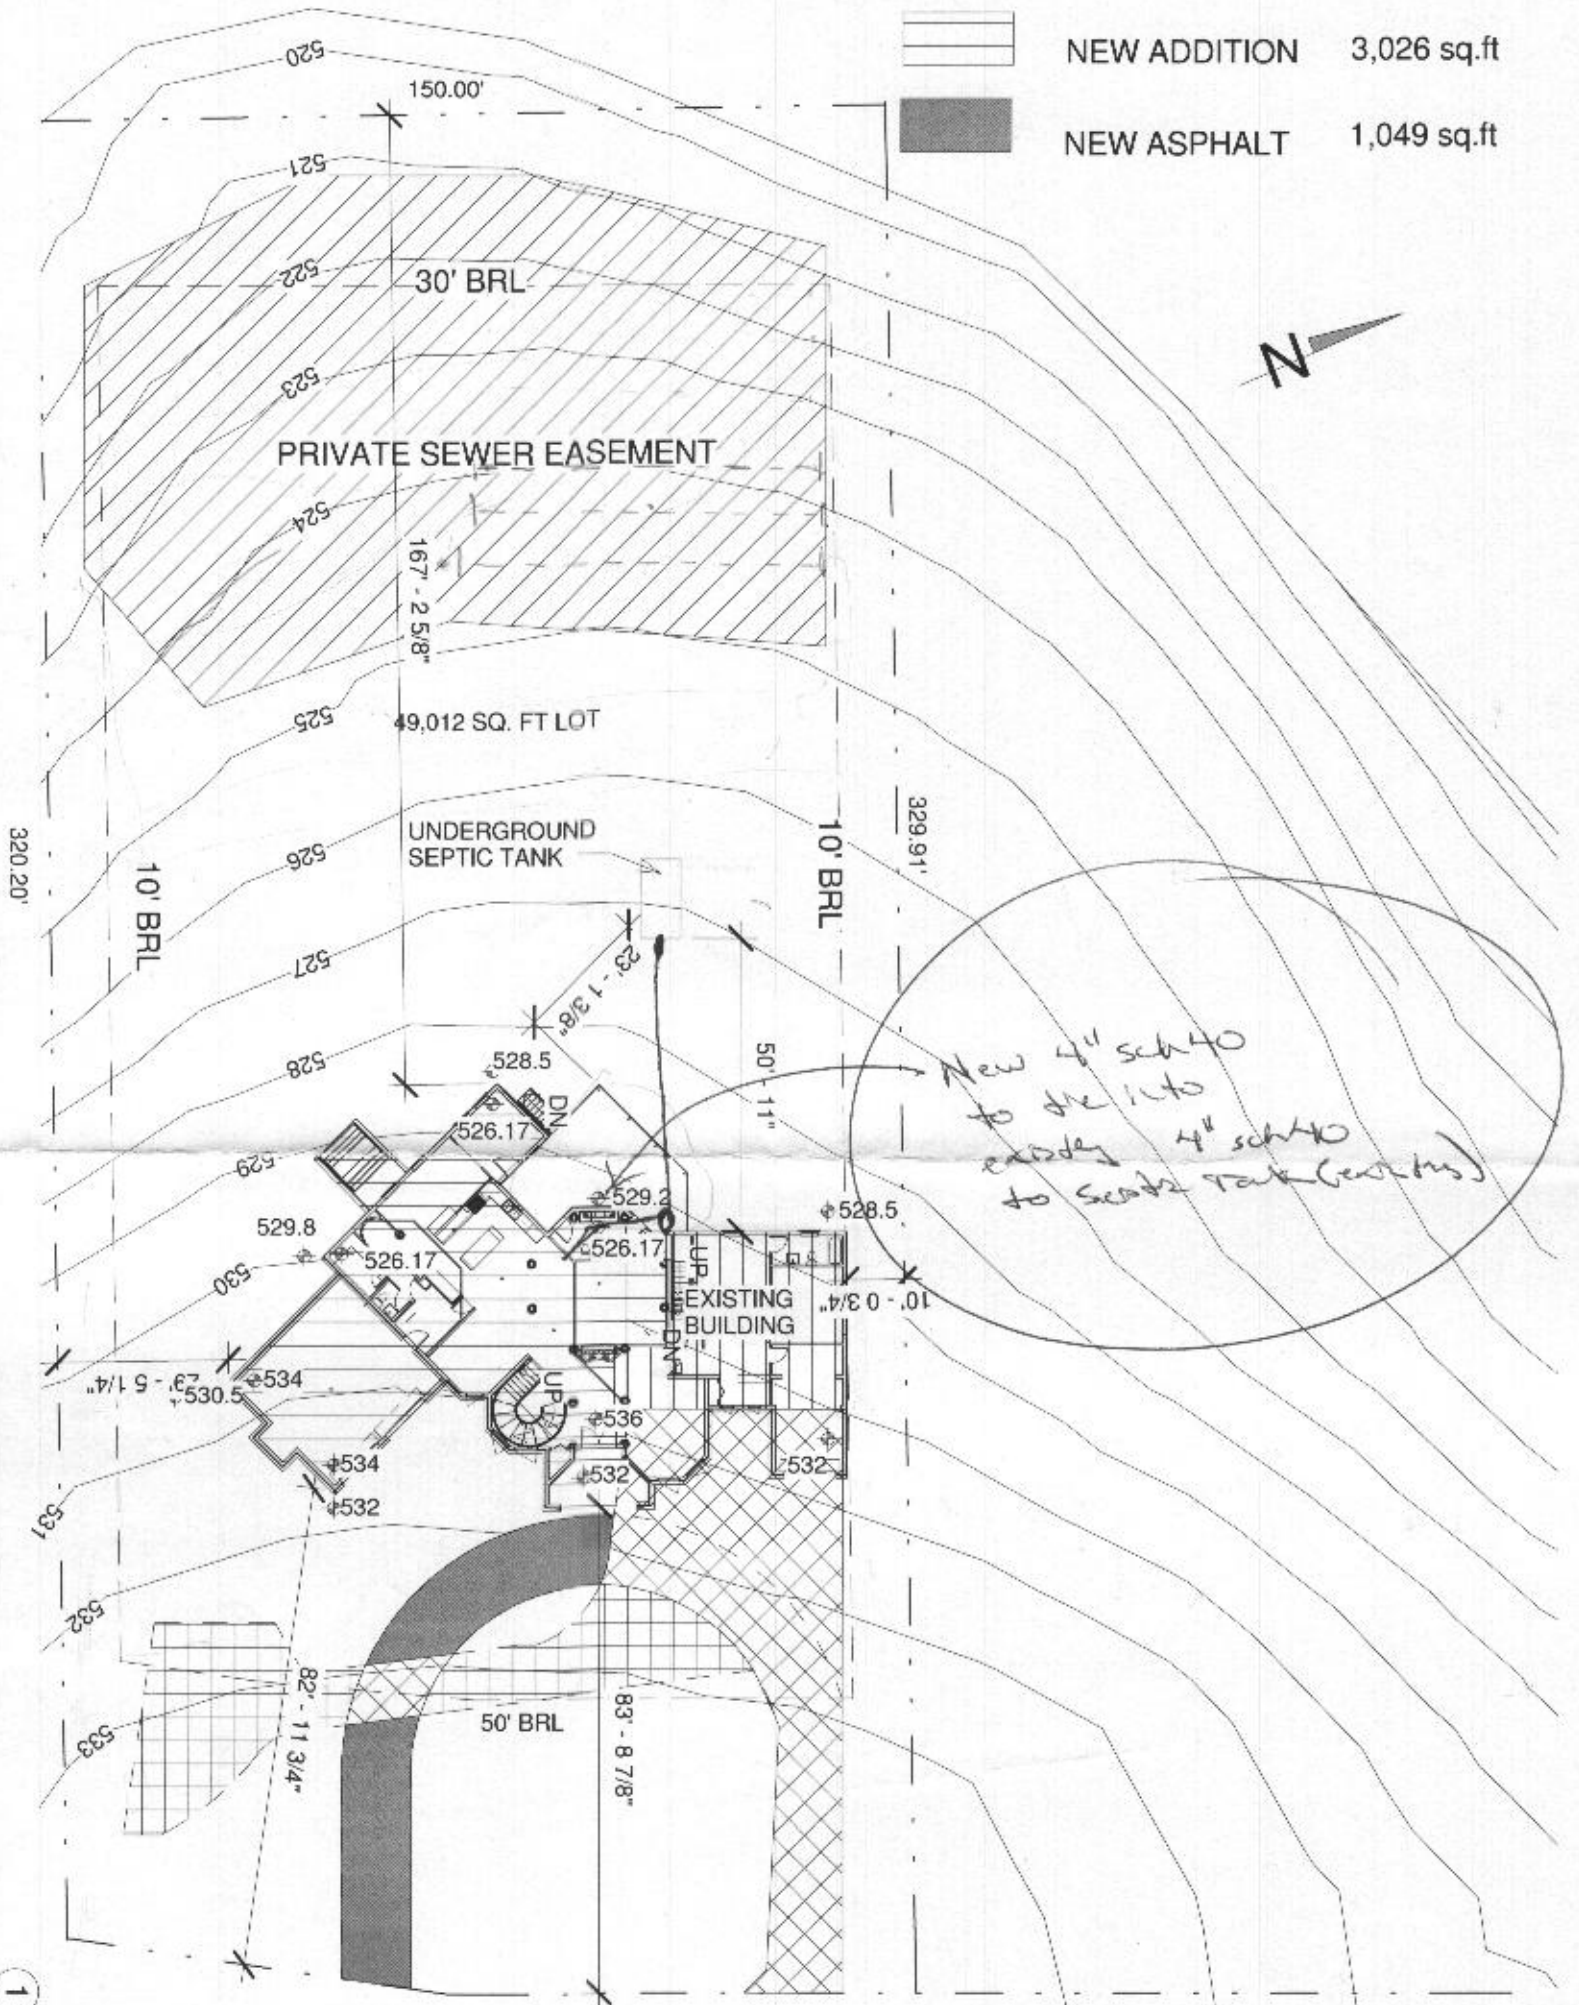 NEW ADDITION 3,026 sq.ft
NEW ASPHALT 1,049 sq.ft
150.00'
520
521
522
30' BRL
N
523
PRIVATE SEWER EASEMENT
524
167' - 2 5/8"
525
49,012 SQ. FT LOT
320.20'
329.91'
UNDERGROUND
SEPTIC TANK
526
10' BRL
10' BRL
527
23' - 1 3/8"
528
528.5
DN
50' - 11"
New 4" sch 40
to tie into
4" sch 40
to Septic Tank (existing)
526.17
529
529.2
528.5
529.8
526.17
526.17
UP
530
EXISTING
BUILDING
10' - 0 3/4"
DN
29' - 5 1/4"
530.5
534
UP
536
534
532
532
532
531
532
533
82' - 11 3/4"
50' BRL
83' - 8 7/8"
1